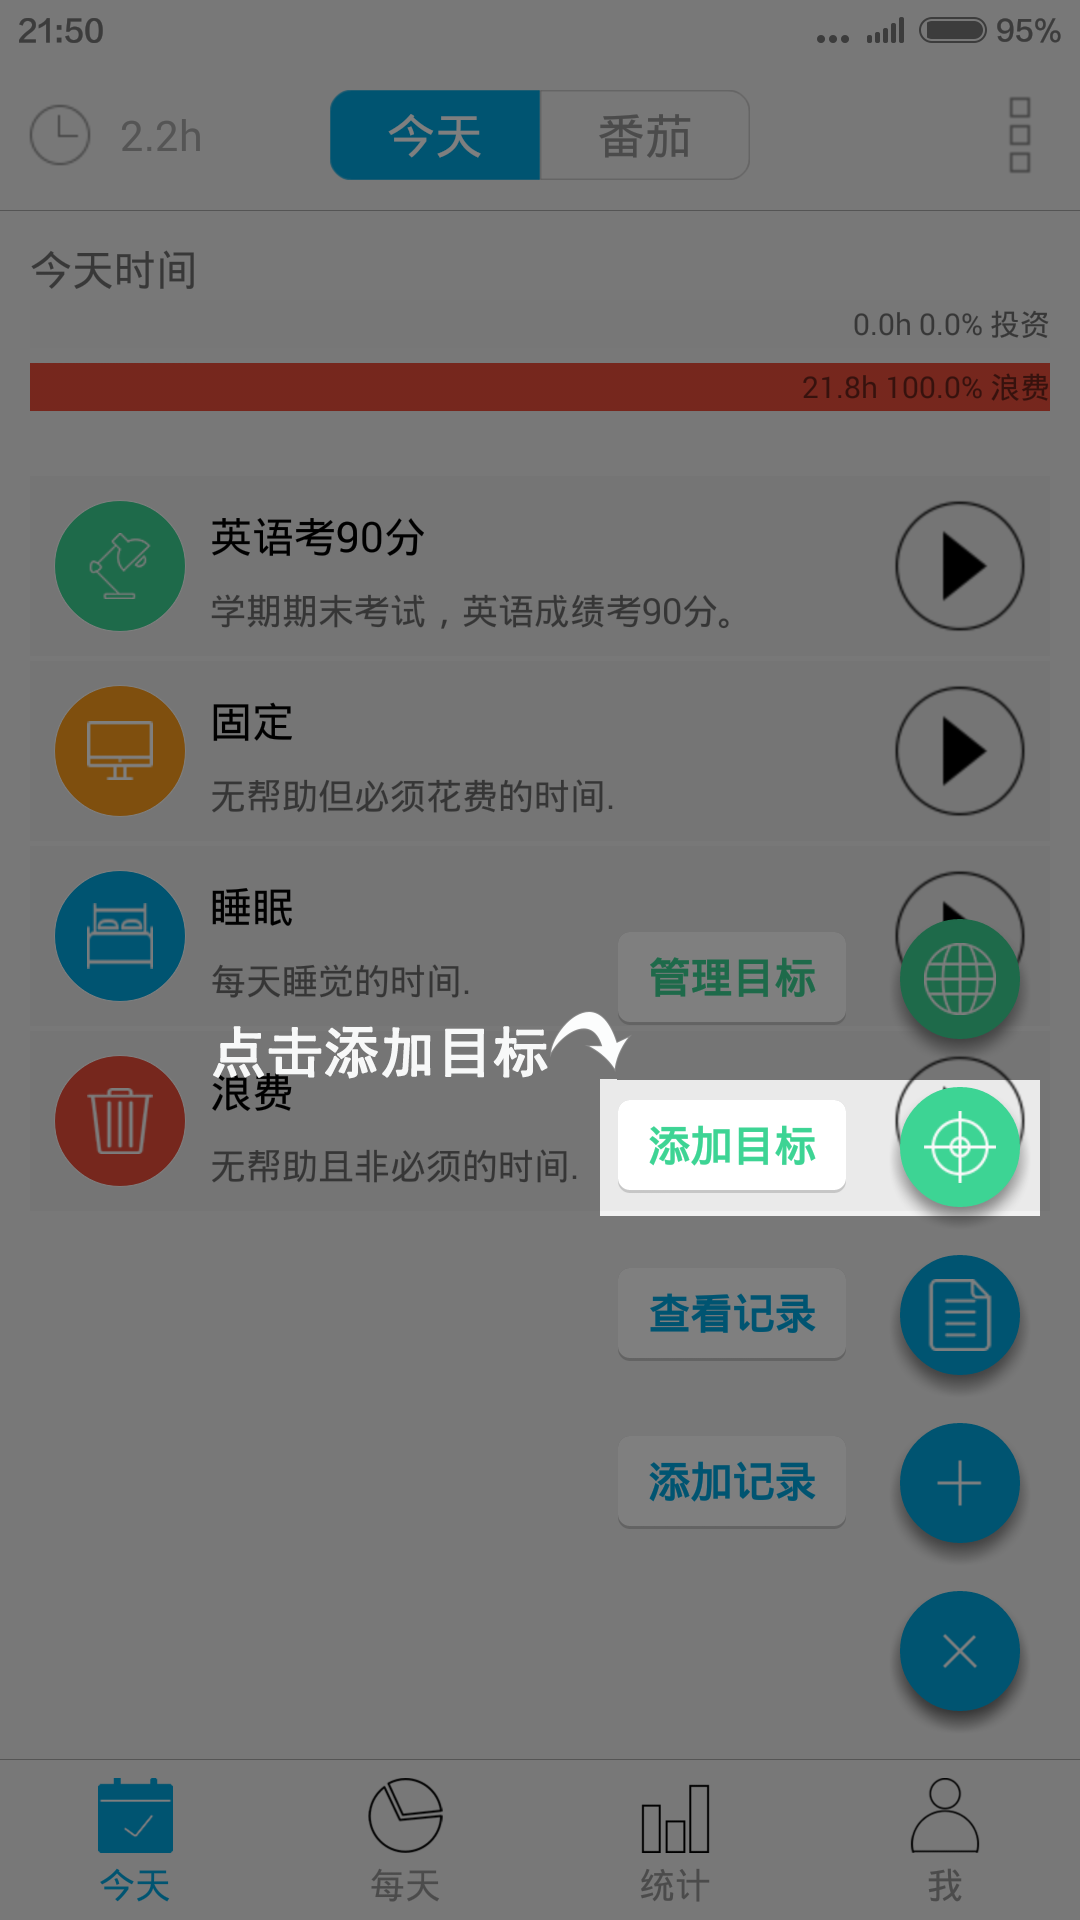 21:50
95%
2.2h
今天
番茄
今天时间
0.0h 0.0% 投资
21.8h 100.0% 浪费
英语考90分
学期期末考试，英语成绩考90分。
固定
无帮助但必须花费的时间.
睡眠
每天睡觉的时间.
管理目标
点击添加目标
浪费
无帮助且非必须的时间.
添加目标
查看记录
添加记录
今天
每天
统计
我